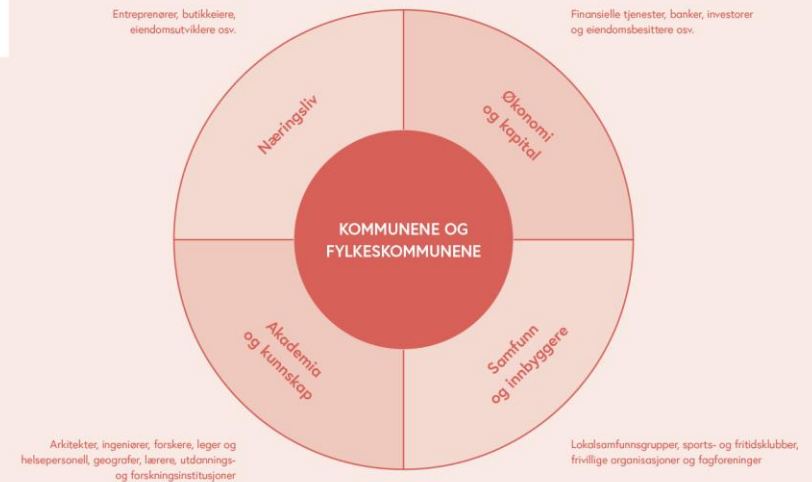 Entreprenører, butikkeiere,
eiendomsutviklere osv.
Finansielle tjenester, banker, investorer
og eiendomsbesittere osv.
Næringsliv
Økonomi
og kapital
KOMMUNENE OG
FYLKESKOMMUNENE
Akademia
og kunnskap
Samfunn
og innbyggere
Arkitekter, ingeniører, forskere, leger og
helsepersonell, geografer, lærere, utdannings-
og forskningsinstitusjoner
Lokalsamfunnsgrupper, sports- og fritidsklubber,
frivillige organisasjoner og fagforeninger